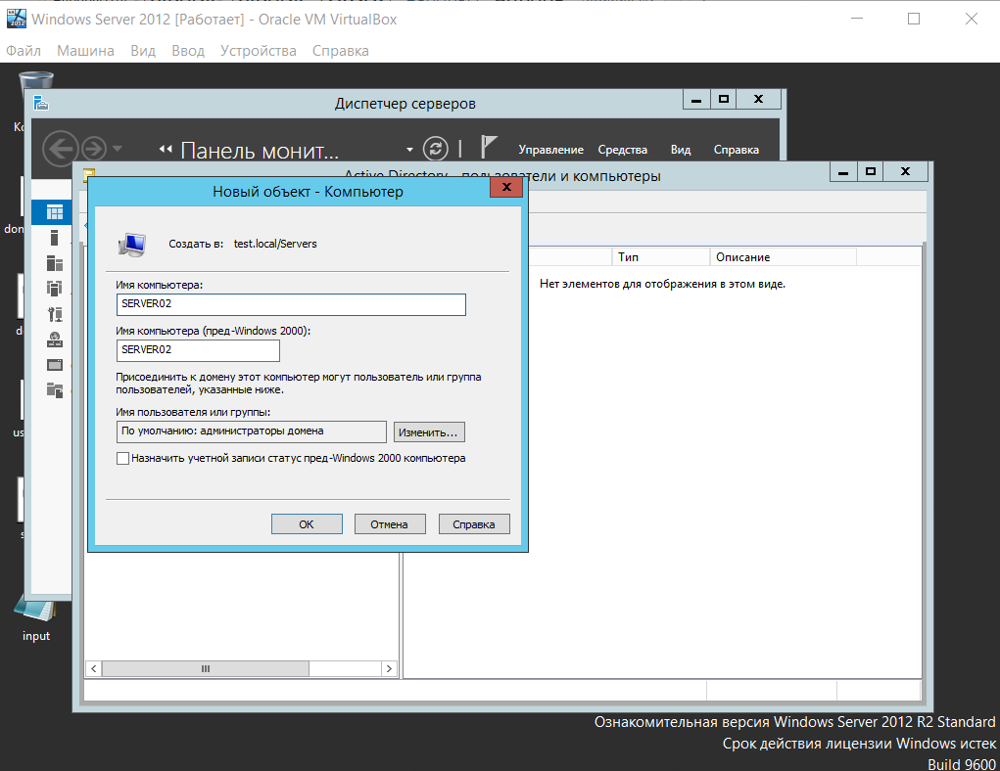 Windows Server 2012 [Работает] - Oracle VM VirtualBox
Файл Машина Вид Ввод Устройства Справка
Диспетчер серверов
Панель монит...
Управление Средства Вид Справка
Active Directory - пользователи и компьютеры
Новый объект - Компьютер
Создать в: test.local/Servers
Тип Описание
Нет элементов для отображения в этом виде.
Имя компьютера:
SERVER02
Имя компьютера (пред-Windows 2000):
SERVER02
Присоединить к домену этот компьютер могут пользователь или группа
пользователей, указанные ниже.
Имя пользователя или группы:
По умолчанию: администраторы домена
Изменить...
Назначить учетной записи статус пред-Windows 2000 компьютера
OK Отмена Справка
input
Ознакомительная версия Windows Server 2012 R2 Standard
Срок действия лицензии Windows истек
Build 9600